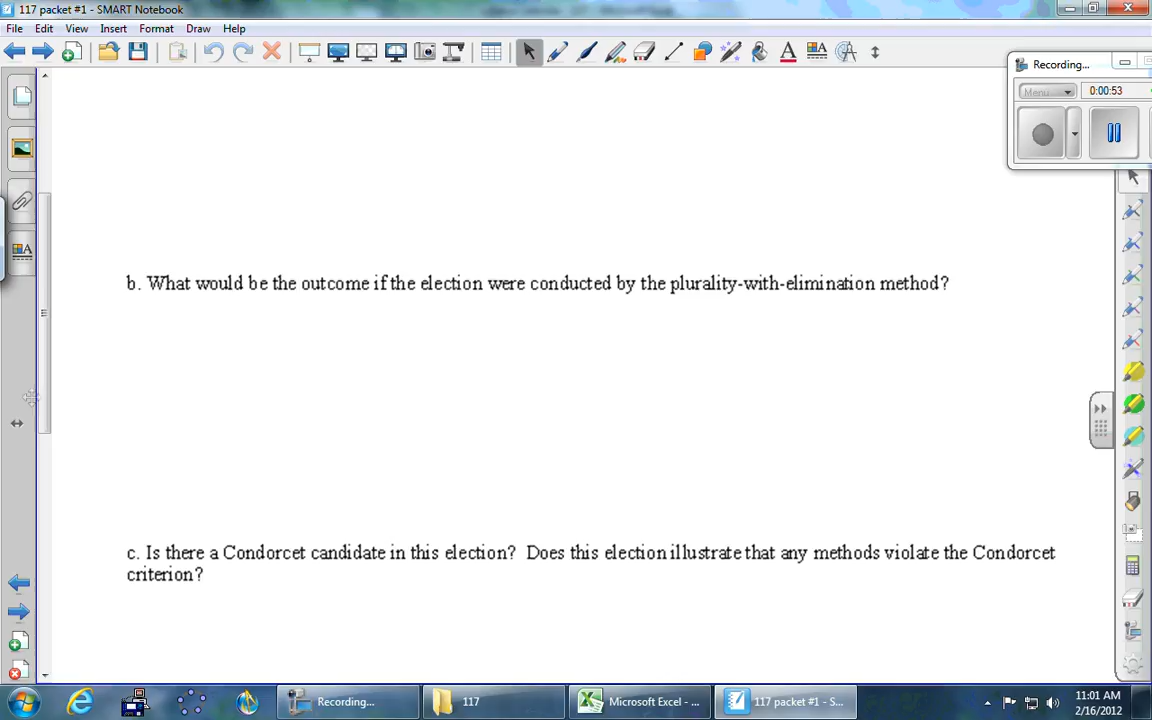 117 packet #1 - SMART Notebook
File Edit View Insert Format Draw Help
Recording...
Menu
0:00:53
b. What would be the outcome if the election were conducted by the plurality-with-elimination method?
c. Is there a Condorcet candidate in this election? Does this election illustrate that any methods violate the Condorcet
criterion?
Recording...
117
Microsoft Excel - ...
117 packet #1 - S...
11:01 AM
2/16/2012